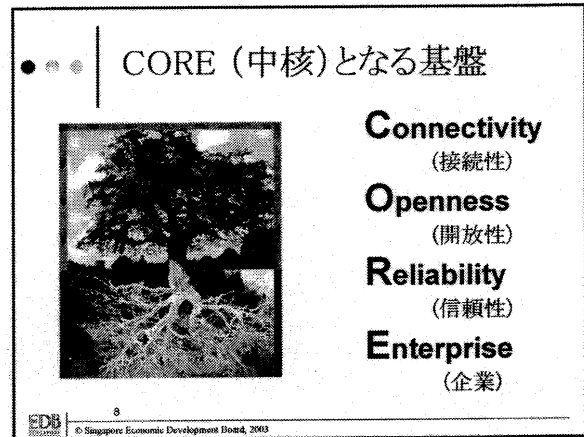 CORE（中核）となる基盤
Connectivity
(接続性)
Openness
(開放性)
Reliability
(信頼性)
Enterprise
(企業)
8
EDB
© Singapore Economic Development Board, 2003